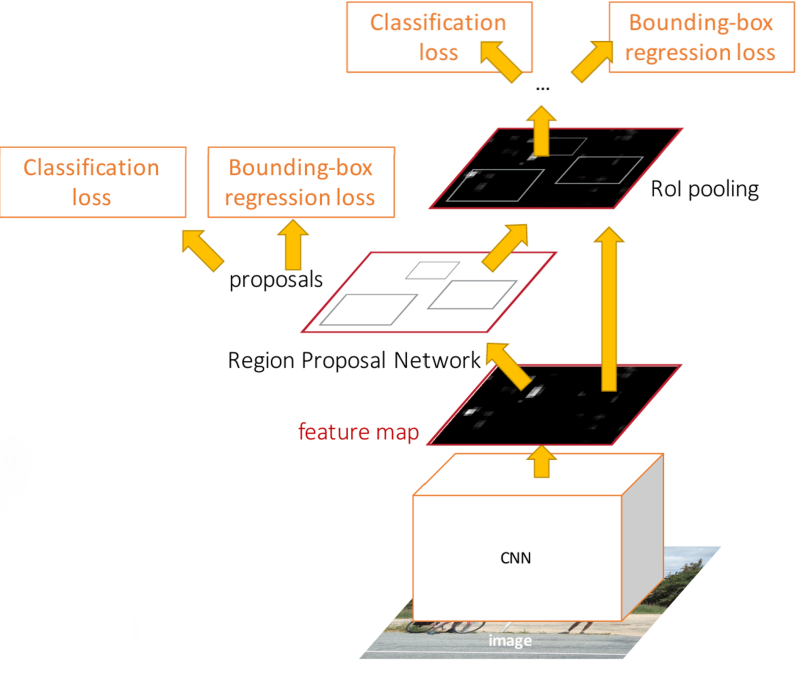 Classification
loss
Bounding-box
regression loss
...
Classification
loss
Bounding-box
regression loss
RoI pooling
proposals
Region Proposal Network
feature map
CNN
image